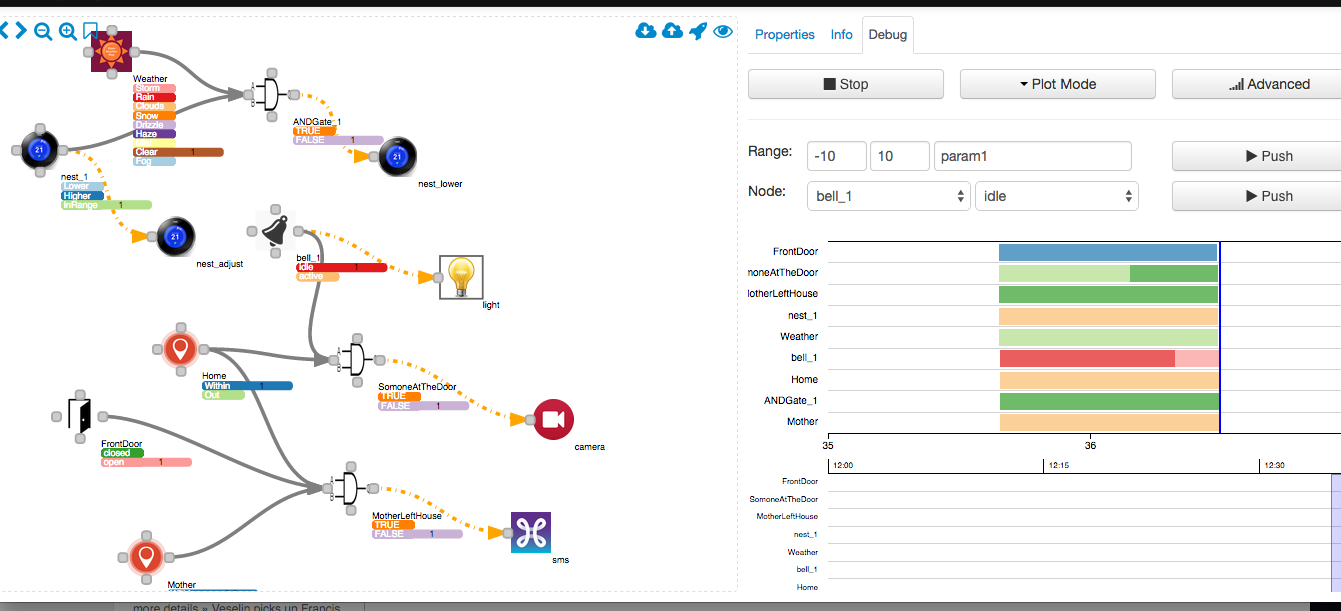 Properties
Info
Debug
Stop
Plot Mode
Advanced
Range:
-10
10
param1
Push
Node:
bell_1
idle
Push
Weather
Storm
Rain
Clouds
Snow
Drizzle
Haze
Clear 1
Fog
21
nest_1
Lower
Higher
InRange 1
A
B
ANDGate_1
TRUE
FALSE 1
21
nest_lower
21
nest_adjust
bell_1
idle 1
active
light
Home
Within 1
Out
A
B
SomoneAtTheDoor
TRUE
FALSE 1
camera
FrontDoor
closed
open 1
A
B
MotherLeftHouse
TRUE
FALSE 1
sms
Mother
FrontDoor
moneAtTheDoor
lotherLeftHouse
nest_1
Weather
bell_1
Home
ANDGate_1
Mother
35
36
12:00
12:15
12:30
FrontDoor
SomoneAtTheDoor
MotherLeftHouse
nest_1
Weather
bell_1
Home
more details » Veselin picks up Francis